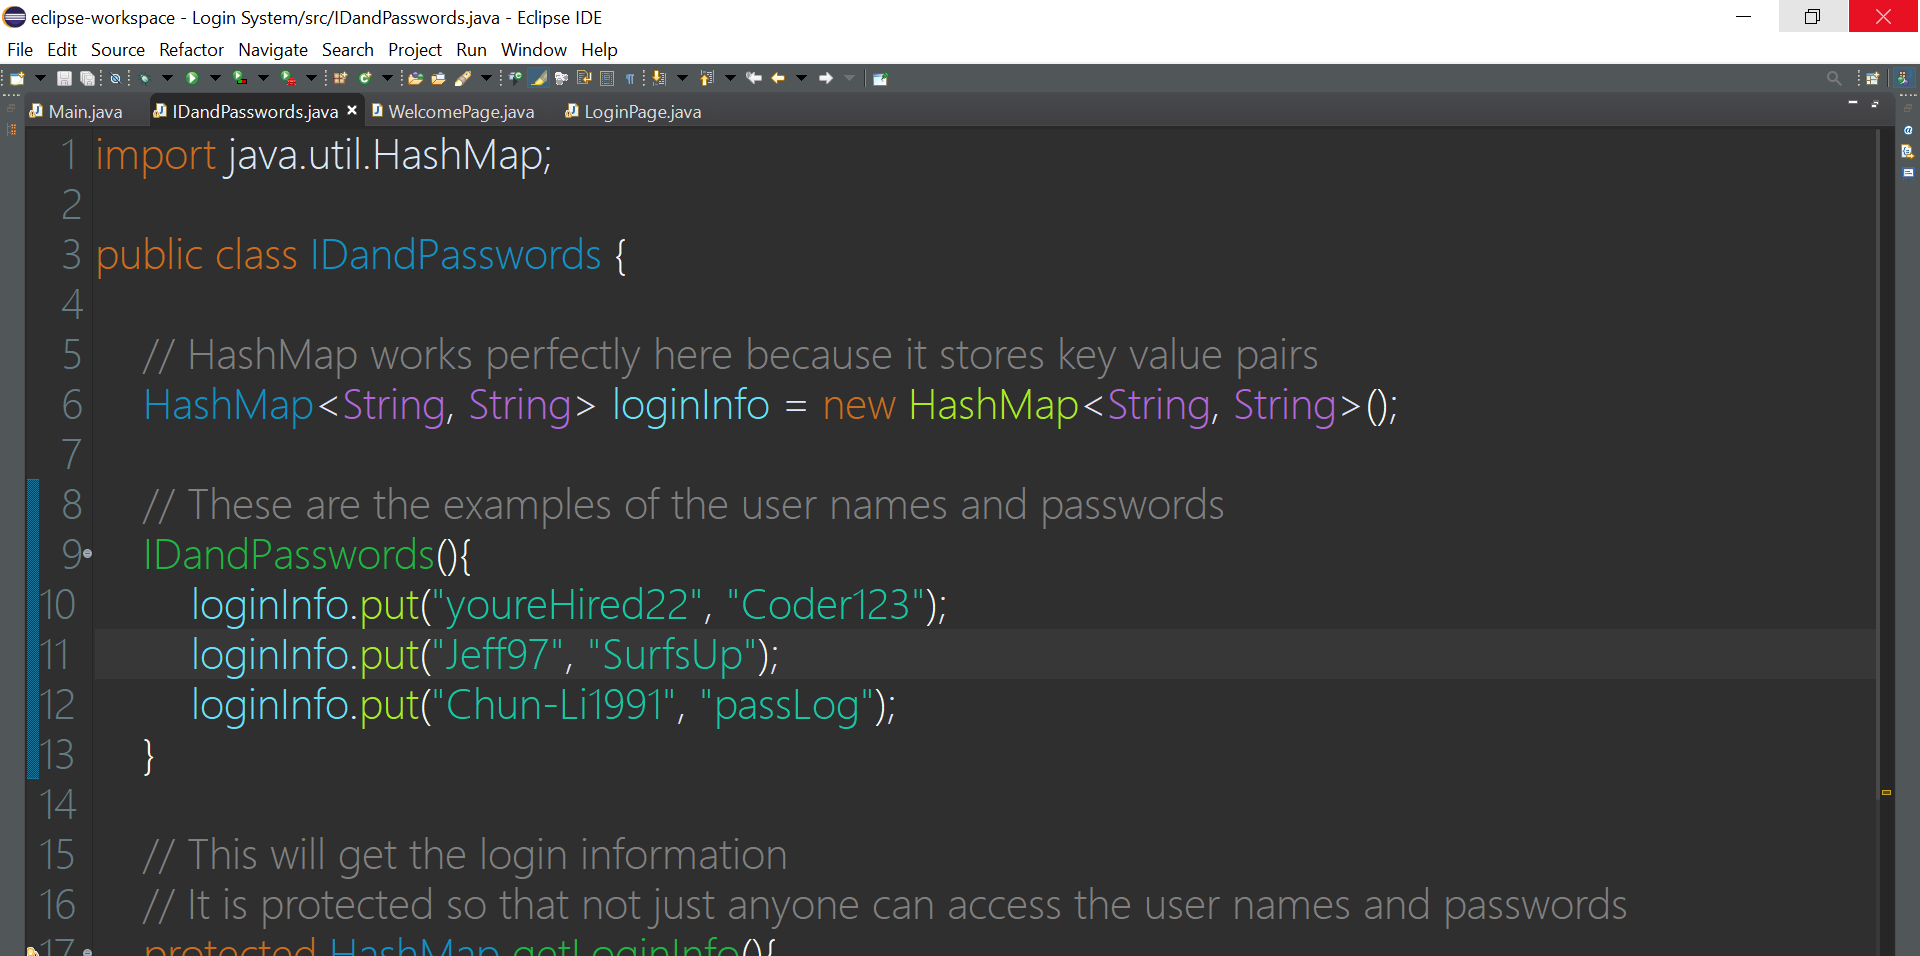 eclipse-workspace - Login System/src/IDandPasswords.java - Eclipse IDE
File Edit Source Refactor Navigate Search Project Run Window Help
Main.java IDandPasswords.java WelcomePage.java LoginPage.java
1 import java.util.HashMap;
2
3 public class IDandPasswords {
4
5 // HashMap works perfectly here because it stores key value pairs
6 HashMap<String, String> loginInfo = new HashMap<String, String>();
7
8 // These are the examples of the user names and passwords
9 IDandPasswords(){
10 loginInfo.put("youreHired22", "Coder123");
11 loginInfo.put("Jeff97", "SurfsUp");
12 loginInfo.put("Chun-Li1991", "passLog");
13 }
14
15 // This will get the login information
16 // It is protected so that not just anyone can access the user names and passwords
17 protected HashMap getLoginInfo(){